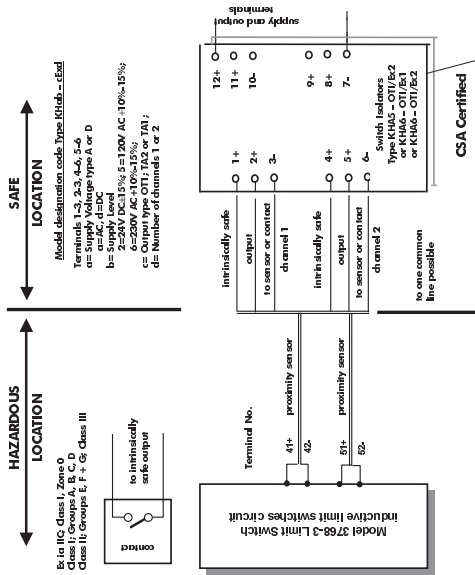 HAZARDOUS
LOCATION
Ex ia IIC; Class I, Zone 0
Class I; Groups A, B, C, D
Class II; Groups E, F + G; Class III
contact
to intrinsically
safe output
Model 3768-3 Limit Switch
inductive limit switches circuit
Terminal No.
41+
42-
51+
52-
proximity sensor
proximity sensor
SAFE
LOCATION
Model designation code Type KHab – cExd
Terminals 1–3, 2–3, 4–6, 5–6
a= Supply Voltage type A or D
a=AC, d=DC
b= Supply Level
2=24V DC±15%; 5=120V AC +10%-15%;
6=230V AC +10%-15%;
c= Output type OT1; TA2 or TA1;
d= Number of channels 1 or 2
intrinsically safe
output
to sensor or contact
channel 1
intrinsically safe
output
to sensor or contact
channel 2
to one common
line possible
1+
2+
3-
4+
5+
6-
12+
11+
10-
9+
8+
7-
supply and output
terminals
Switch Isolators
Type KHA5 – OTI/Ex2
or KHA6 – OTI/Ex1
or KHA6 – OTI/Ex2
CSA Certified